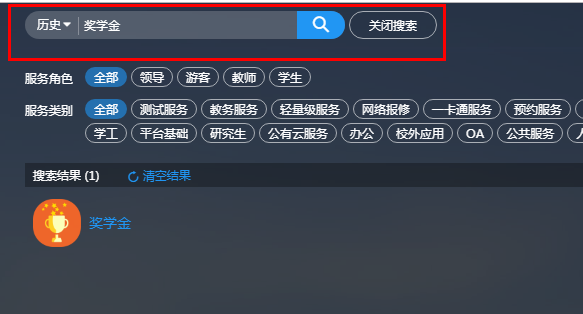 历史 奖学金 关闭搜索
服务角色 全部 领导 游客 教师 学生
服务类别 全部 测试服务 教务服务 轻量级服务 网络报修 一卡通服务 预约服务
学工 平台基础 研究生 公有云服务 办公 校外应用 OA 公共服务
搜索结果 (1) 清空结果
奖学金